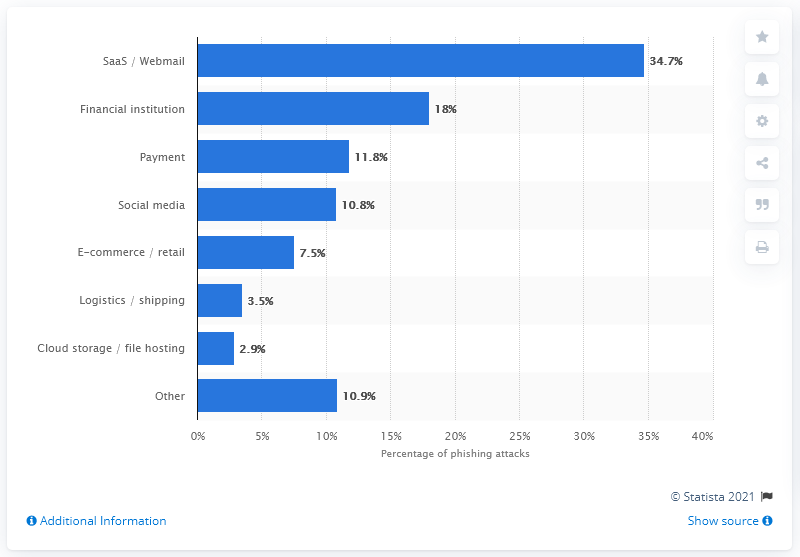 SaaS / Webmail 34.7%
Financial institution 18%
Payment 11.8%
Social media 10.8%
E-commerce / retail 7.5%
Logistics / shipping 3.5%
Cloud storage / file hosting 2.9%
Other 10.9%
0% 5% 10% 15% 20% 25% 30% 35% 40%
Percentage of phishing attacks
© Statista 2021
Additional Information Show source